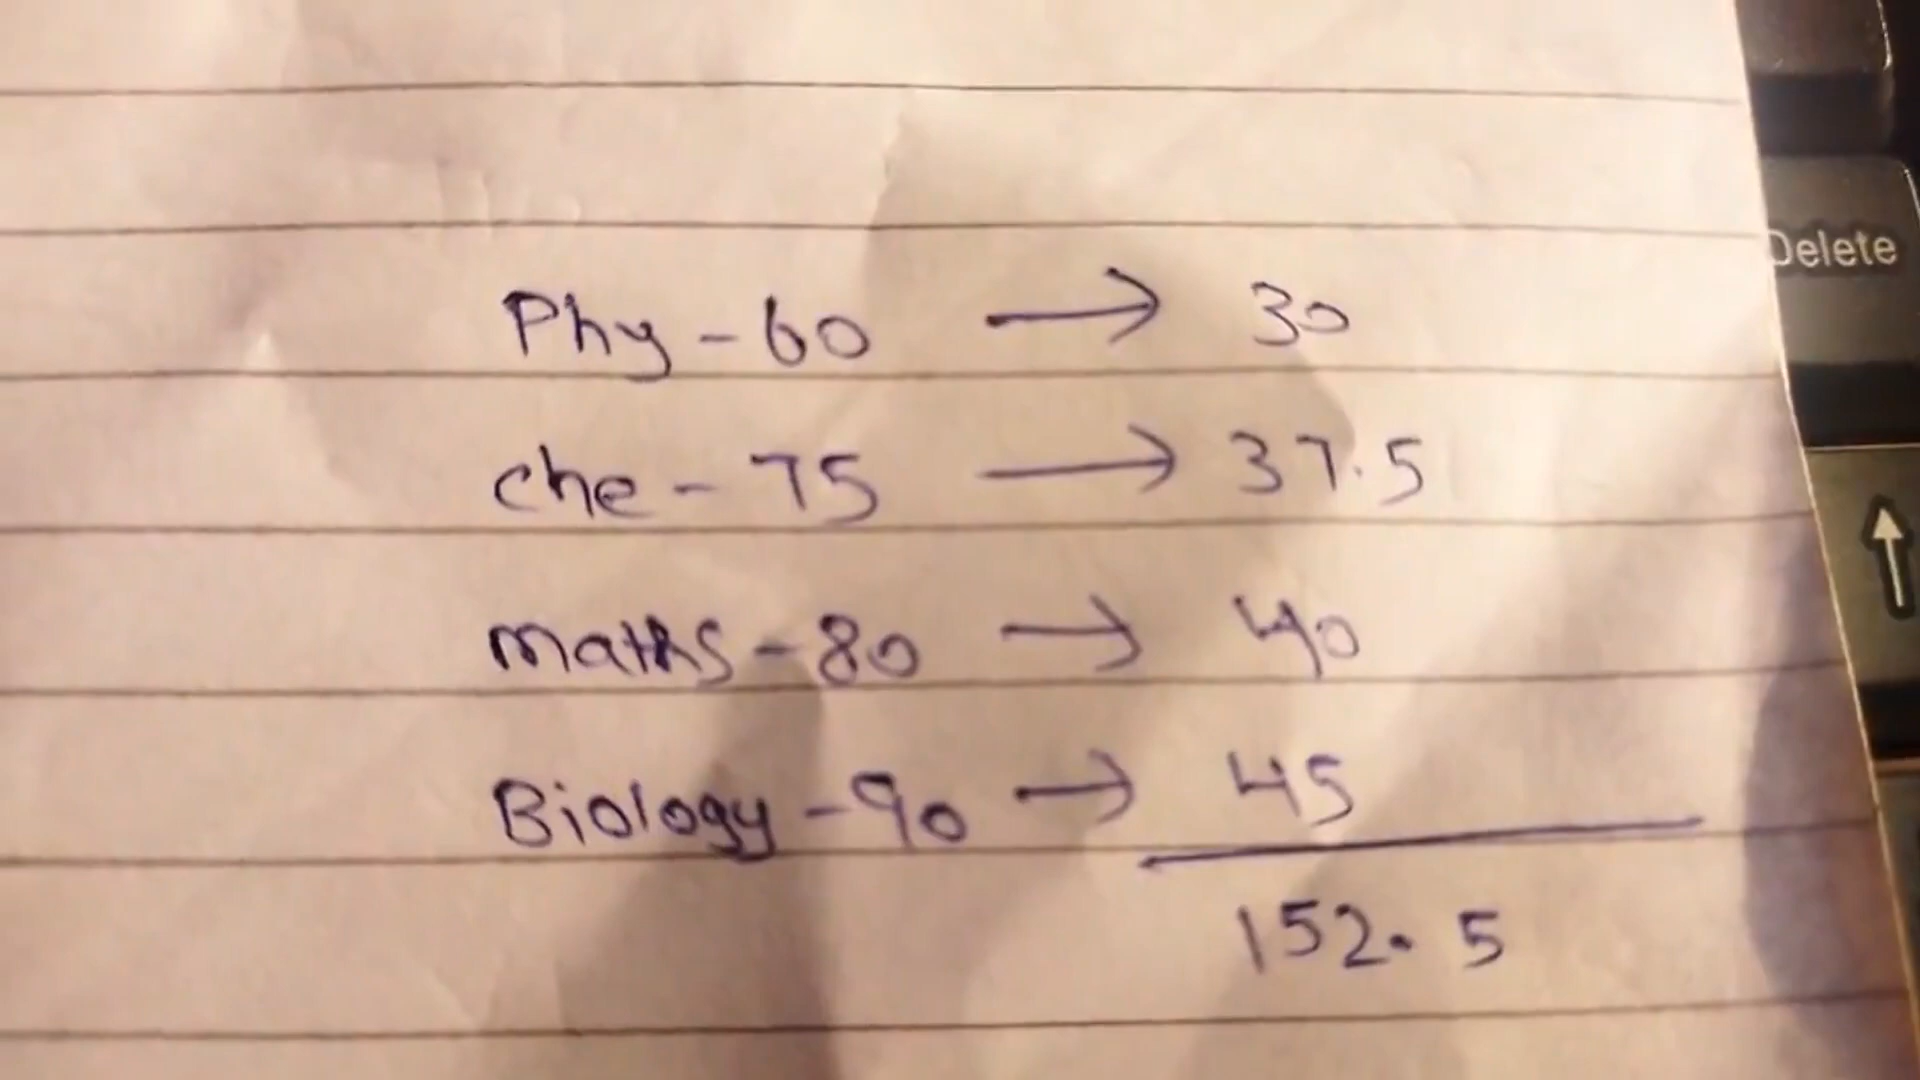 Phy - 60 → 30
che - 75 → 37.5
maths - 80 → 40
Biology - 90 → 45
152.5
Delete
↑